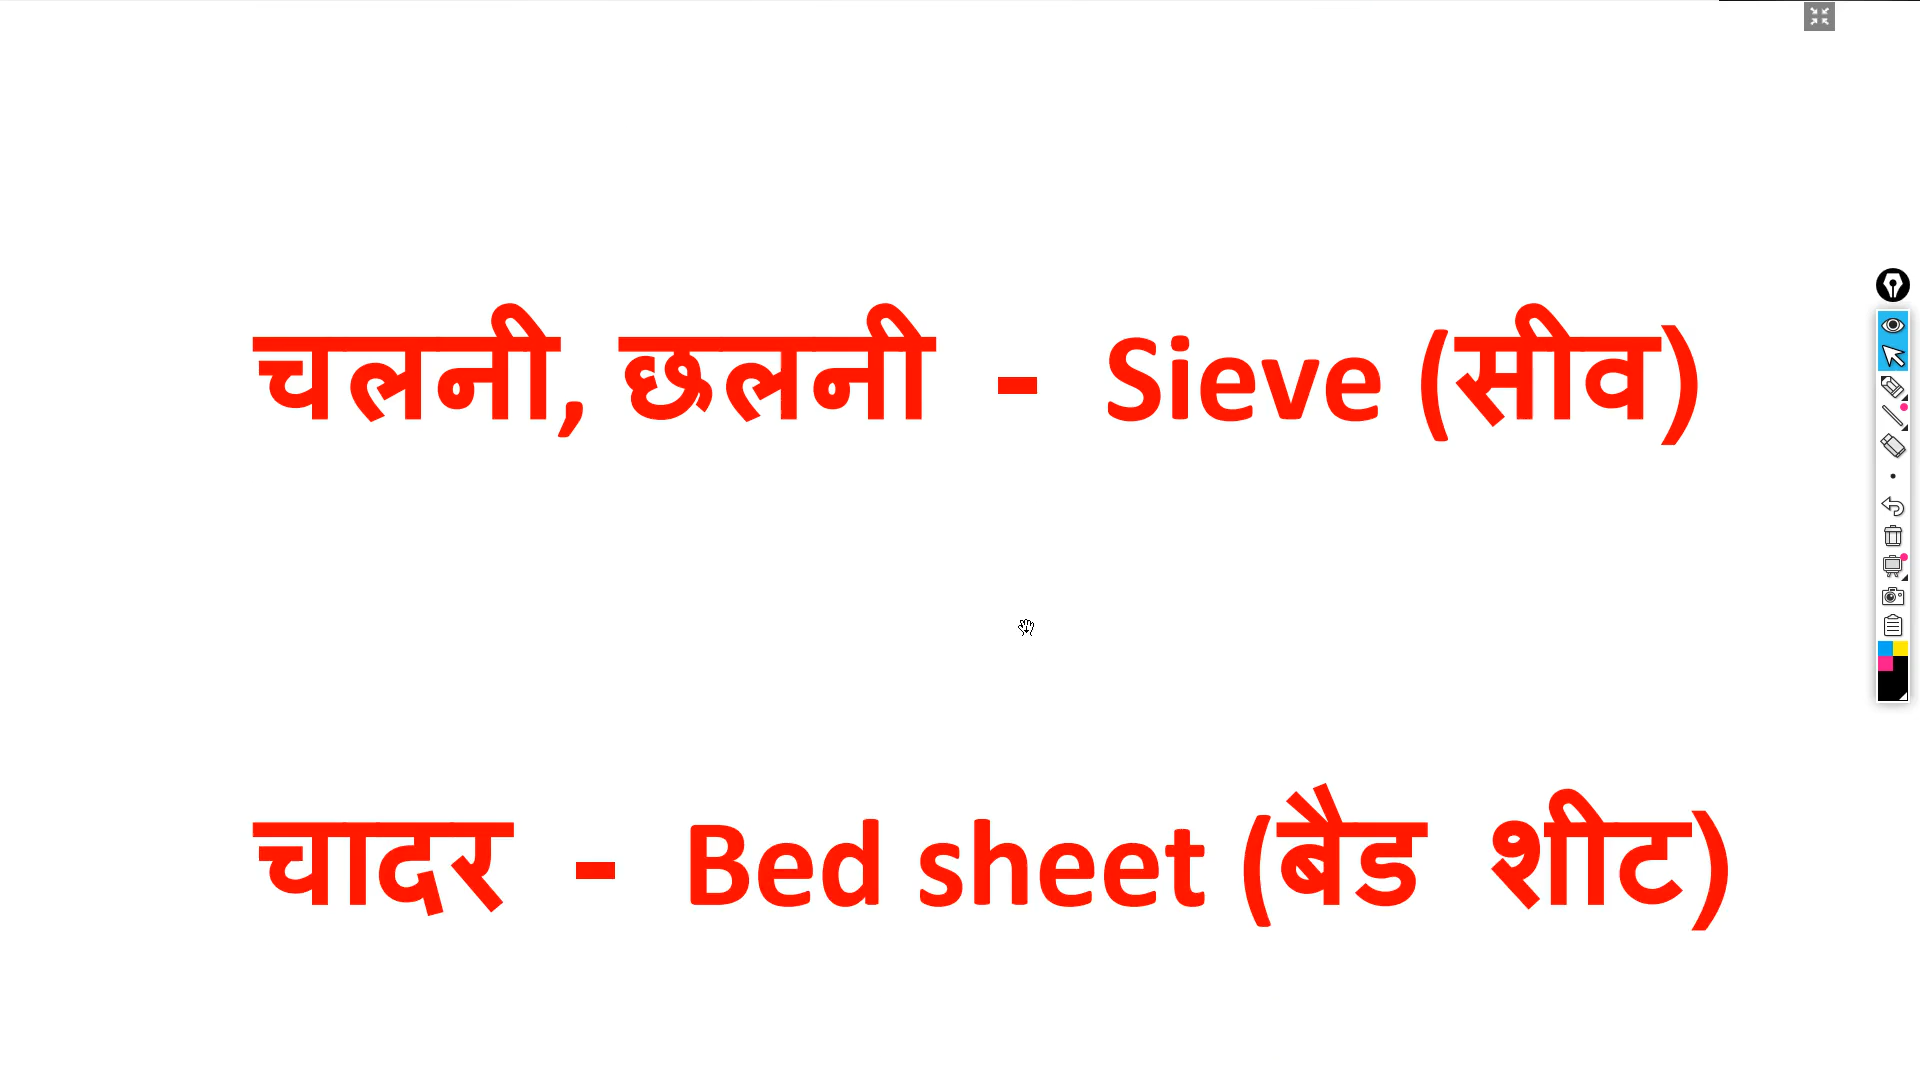 चलनी, छलनी - Sieve (सीव)
चादर - Bed sheet (बैड शीट)